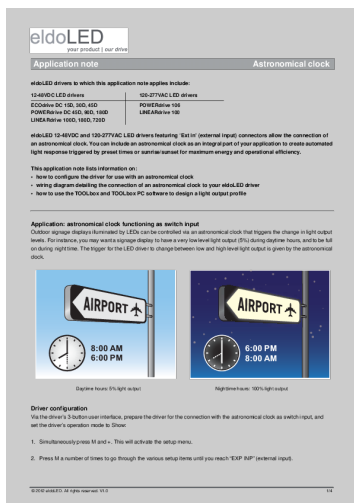 eldoLED
your product | our drive
Application note
Astronomical clock
eldoLED drivers to which this application note applies include:
12-48VDC LED drivers
120-277VAC LED drivers
ECOdrive DC 15D, 30D, 45D
POWERdrive 106
POWERdrive DC 45D, 90D, 180D
LINEARdrive 100
LINEARdrive 100D, 180D, 720D
eldoLED 12-48VDC and 120-277VAC LED drivers featuring 'Ext in' (external input) connectors allow the connection of
an astronomical clock. You can include an astronomical clock as integral part of your application to create automated
light response triggered by preset times or sunrise/sunset for maximum energy and operational efficiency.
This application note lists information on:
• how to configure the driver for use with an astronomical clock
• wiring diagram detailing the connection of an astronomical clock to your eldoLED driver
• how to use the TOOLbox and TOOLbox PC software to design a light output profile
Application: astronomical clock functioning as switch input
Outdoor signage displays illuminated by LEDs can be controlled via an astronomical clock that triggers the change in light output
levels. For instance, you may want a signage display to have a very low level light output (5%) during daytime hours, and to be full
on during night time. The trigger for the LED driver to change between low and high level light output is given by the astronomical
clock.
AIRPORT
8:00 AM
6:00 PM
AIRPORT
6:00 PM
8:00 AM
Daytime hours: 5% light output
Nighttime hours: 100% light output
Driver configuration
Via the driver's 3-button user interface, prepare the driver for the connection with the astronomical clock as switch input, and
set the driver's operation mode to Show:
1. Simultaneously press M and +. This will activate the setup menu.
2. Press M a number of times to go through the various setup items until you reach "EXP INP" (external input).
© 2012 eldoLED. All rights reserved. V1.0
1/4